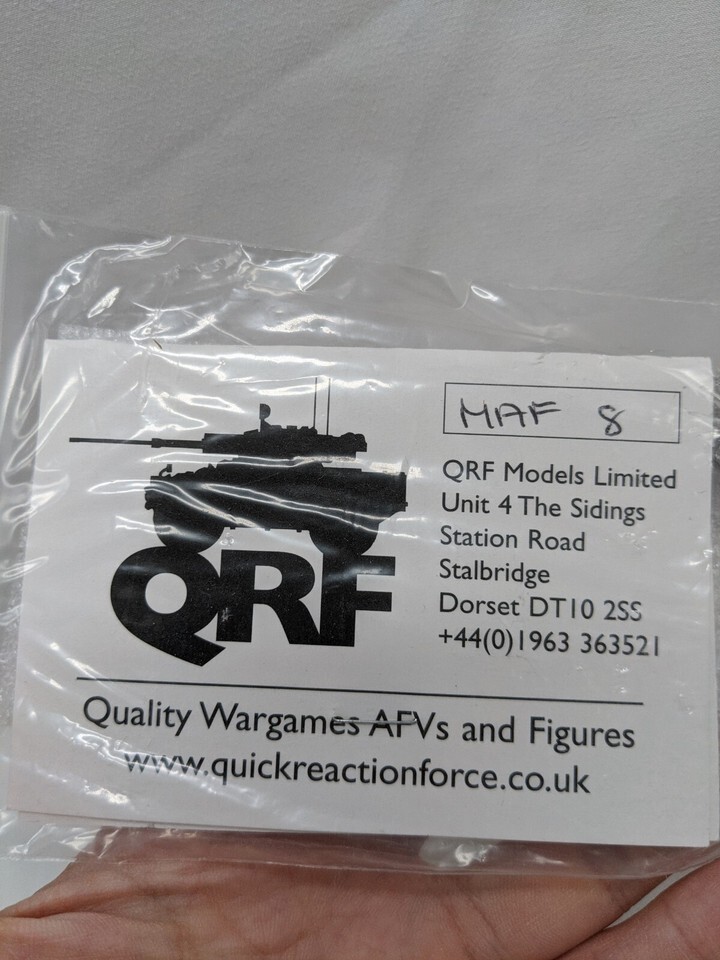 MAF 8
QRF Models Limited
Unit 4 The Sidings
Station Road
Stalbridge
Dorset DT10 2SS
+44(0)1963 363521
QRF
Quality Wargames AFVs and Figures
www.quickreactionforce.co.uk